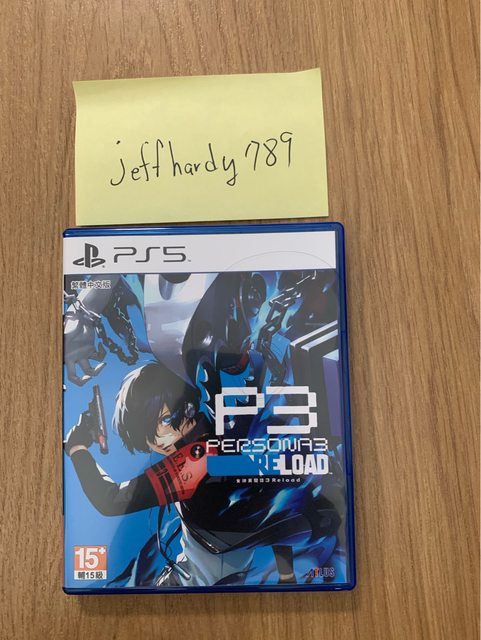 jeffhardy789
PS5
繁體中文版
P3
PERSONA3
RELOAD
女神異聞錄3 Reload
15+
輔15級
ATLUS